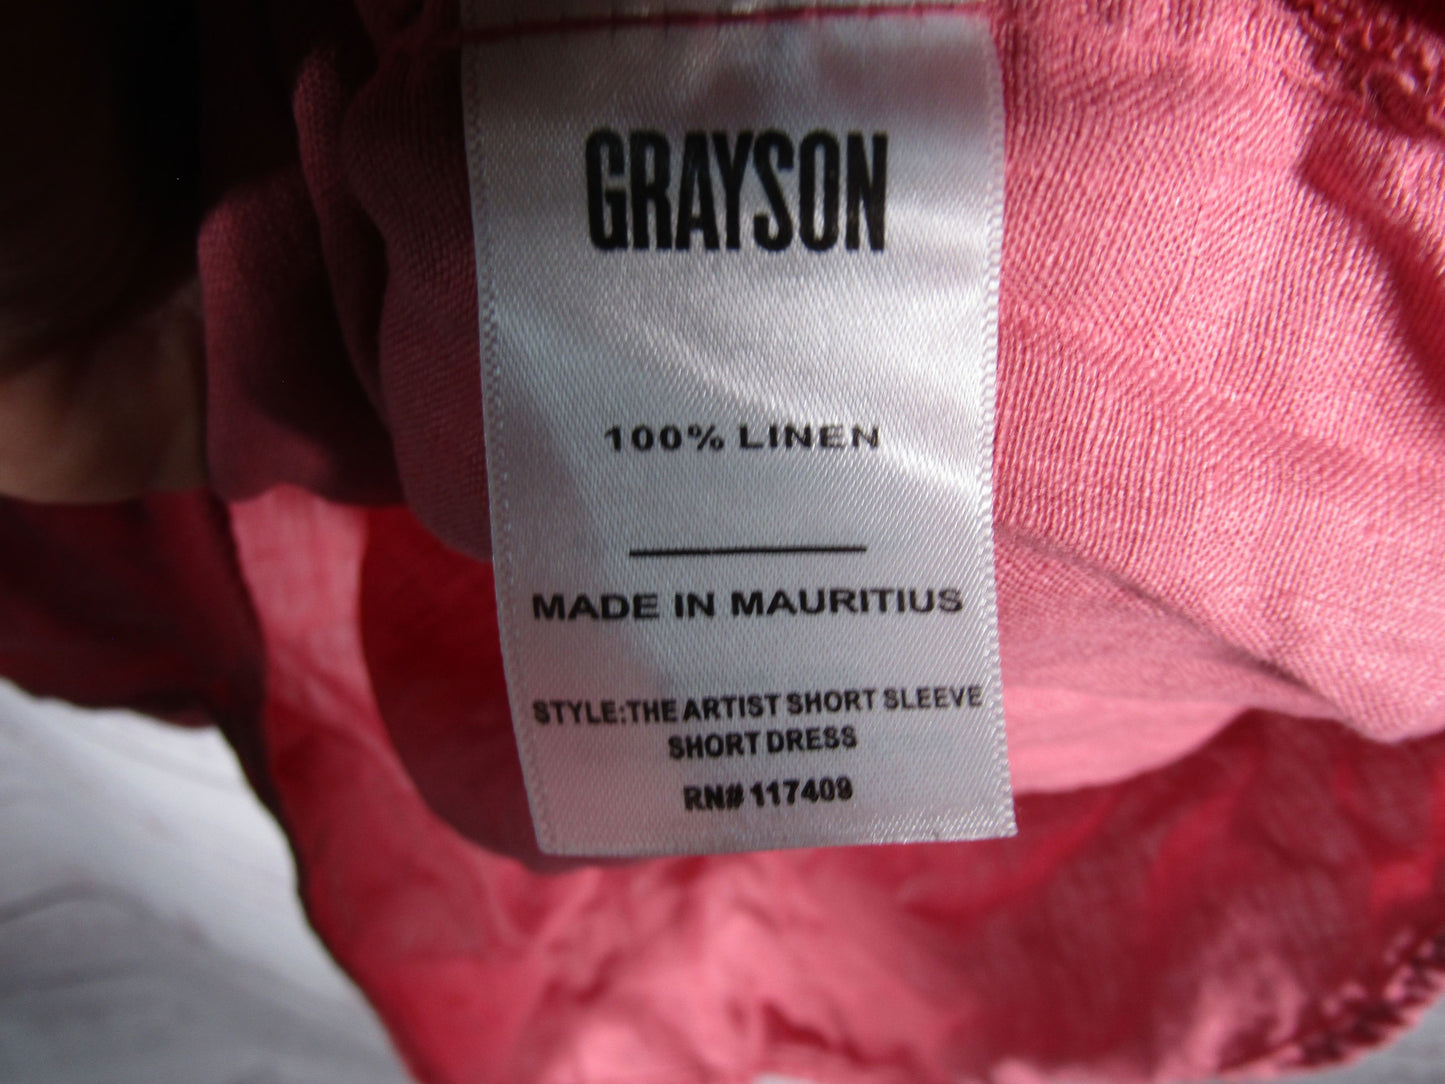 GRAYSON
100% LINEN
MADE IN MAURITIUS
STYLE:THE ARTIST SHORT SLEEVE
SHORT DRESS
RN# 117409